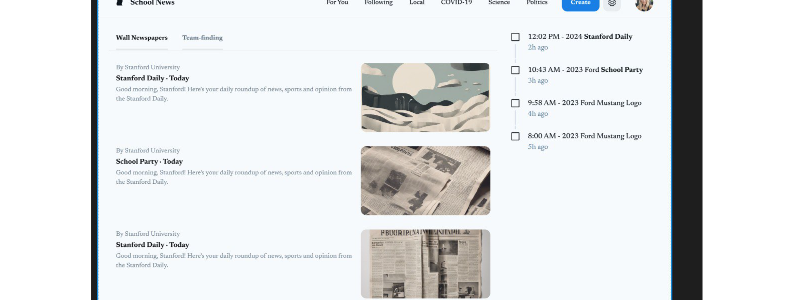 School News
For You Following Local COVID-19 Science Politics Create
Wall Newspapers Team-finding
By Stanford University
Stanford Daily · Today
Good morning, Stanford! Here's your daily roundup of news, sports and opinion from
the Stanford Daily.
By Stanford University
School Party · Today
Good morning, Stanford! Here's your daily roundup of news, sports and opinion from
the Stanford Daily.
By Stanford University
Stanford Daily · Today
Good morning, Stanford! Here's your daily roundup of news, sports and opinion from
the Stanford Daily.
12:02 PM - 2024 Stanford Daily
2h ago
10:43 AM - 2023 Ford School Party
3h ago
9:58 AM - 2023 Ford Mustang Logo
4h ago
8:00 AM - 2023 Ford Mustang Logo
5h ago